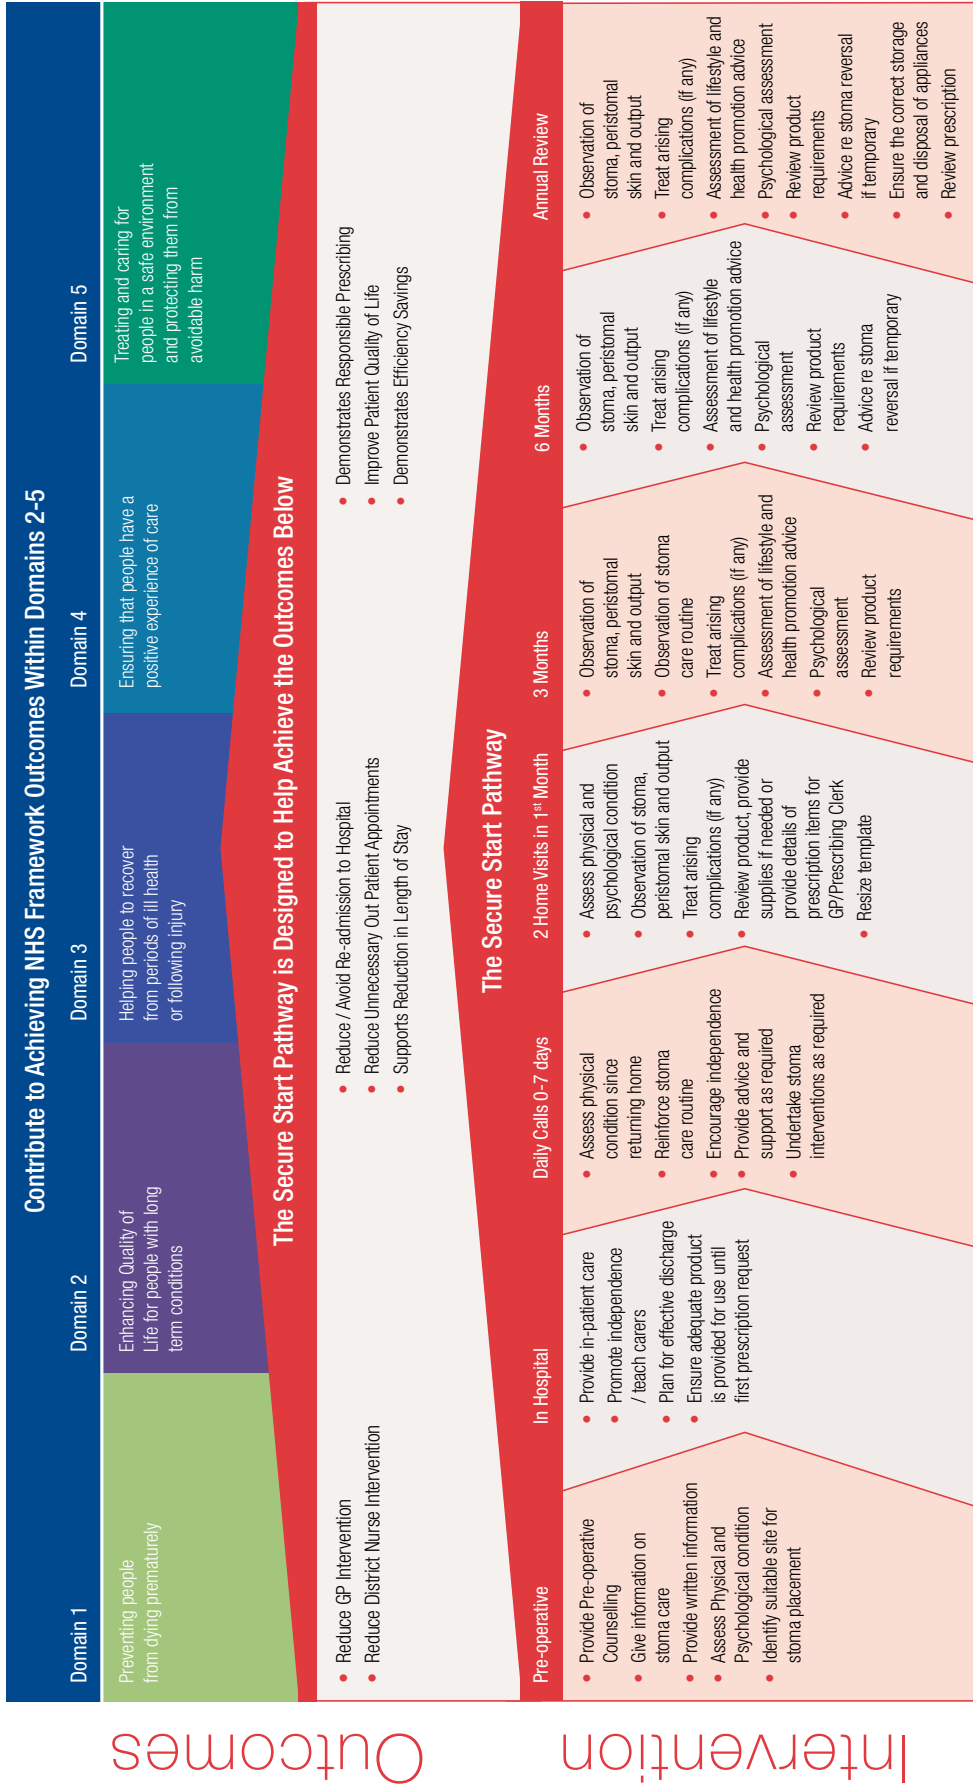 Outcomes
Contribute to Achieving NHS Framework Outcomes Within Domains 2-5
Domain 1
Domain 2
Domain 3
Domain 4
Domain 5
Preventing people
from dying prematurely
Enhancing Quality of
Life for people with long
term conditions
Helping people to recover
from periods of ill health
or following injury
Ensuring that people have a
positive experience of care
Treating and caring for
people in a safe environment
and protecting them from
avoidable harm
The Secure Start Pathway is Designed to Help Achieve the Outcomes Below
• Reduce GP Intervention
• Reduce District Nurse Intervention
• Reduce / Avoid Re-admission to Hospital
• Reduce Unnecessary Out Patient Appointments
• Supports Reduction in Length of Stay
• Demonstrates Responsible Prescribing
• Improve Patient Quality of Life
• Demonstrates Efficiency Savings
Intervention
The Secure Start Pathway
Pre-operative
• Provide Pre-operative
Counselling
• Give information on
stoma care
• Provide written information
• Assess Physical and
Psychological condition
• Identify suitable site for
stoma placement
In Hospital
• Provide in-patient care
• Promote independence
/ teach carers
• Plan for effective discharge
• Ensure adequate product
is provided for use until
first prescription request
Daily Calls 0-7 days
• Assess physical
condition since
returning home
• Reinforce stoma
care routine
• Encourage independence
• Provide advice and
support as required
• Undertake stoma
interventions as required
2 Home Visits in 1st Month
• Assess physical and
psychological condition
• Observation of stoma,
peristomal skin and output
• Treat arising
complications (if any)
• Review product, provide
supplies if needed or
provide details of
prescription items for
GP/Prescribing Clerk
• Resize template
3 Months
• Observation of
stoma, peristomal
skin and output
• Observation of stoma
care routine
• Treat arising
complications (if any)
• Assessment of lifestyle and
health promotion advice
• Psychological
assessment
• Review product
requirements
6 Months
• Observation of
stoma, peristomal
skin and output
• Treat arising
complications (if any)
• Assessment of lifestyle
and health promotion advice
• Psychological
assessment
• Review product
requirements
• Advice re stoma
reversal if temporary
Annual Review
• Observation of
stoma, peristomal
skin and output
• Treat arising
complications (if any)
• Assessment of lifestyle and
health promotion advice
• Psychological assessment
• Review product
requirements
• Advice re stoma reversal
if temporary
• Ensure the correct storage
and disposal of appliances
• Review prescription